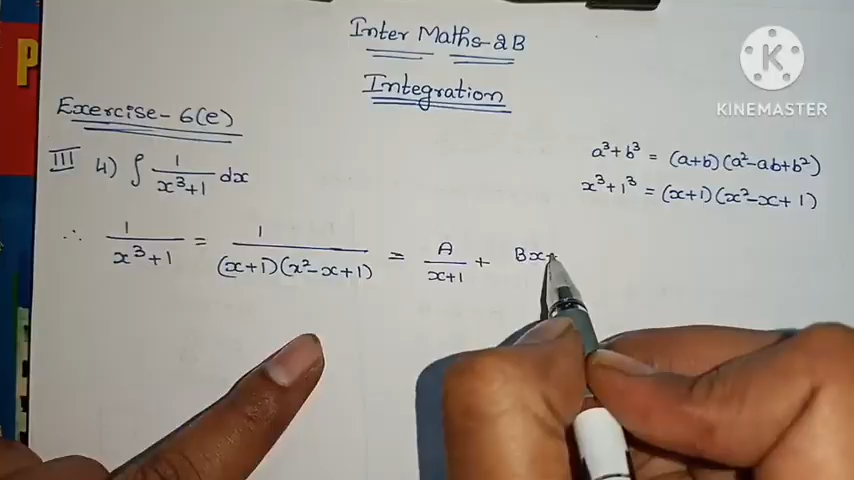 Inter Maths-2B
Integration
KINEMASTER
Exercise-6(e)
III 4) ∫ 1/(x³+1) dx
a³+b³ = (a+b)(a²-ab+b²)
x³+1³ = (x+1)(x²-x+1)
∴ 1/(x³+1) = 1/((x+1)(x²-x+1)) = A/(x+1) + Bx+